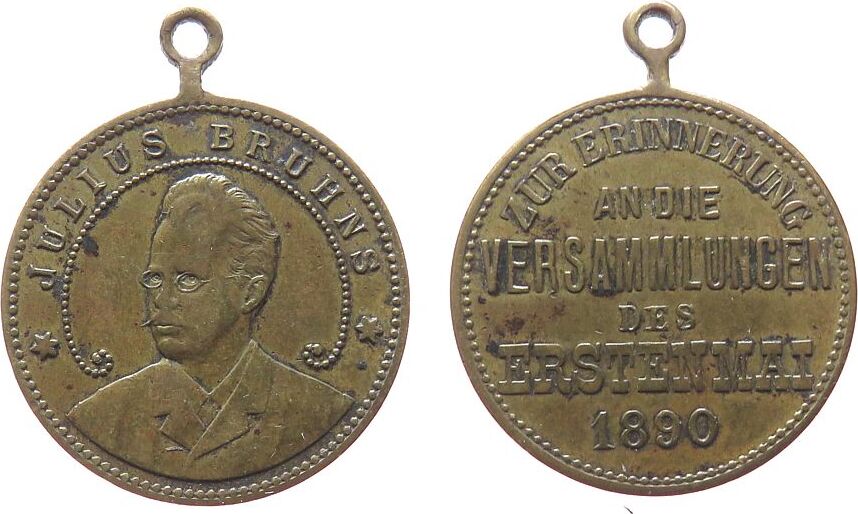 JULIUS BRUHNS
ZUR ERINNERUNG
AN DIE
VERSAMMLUNGEN
DES
ERSTEN MAI
1890